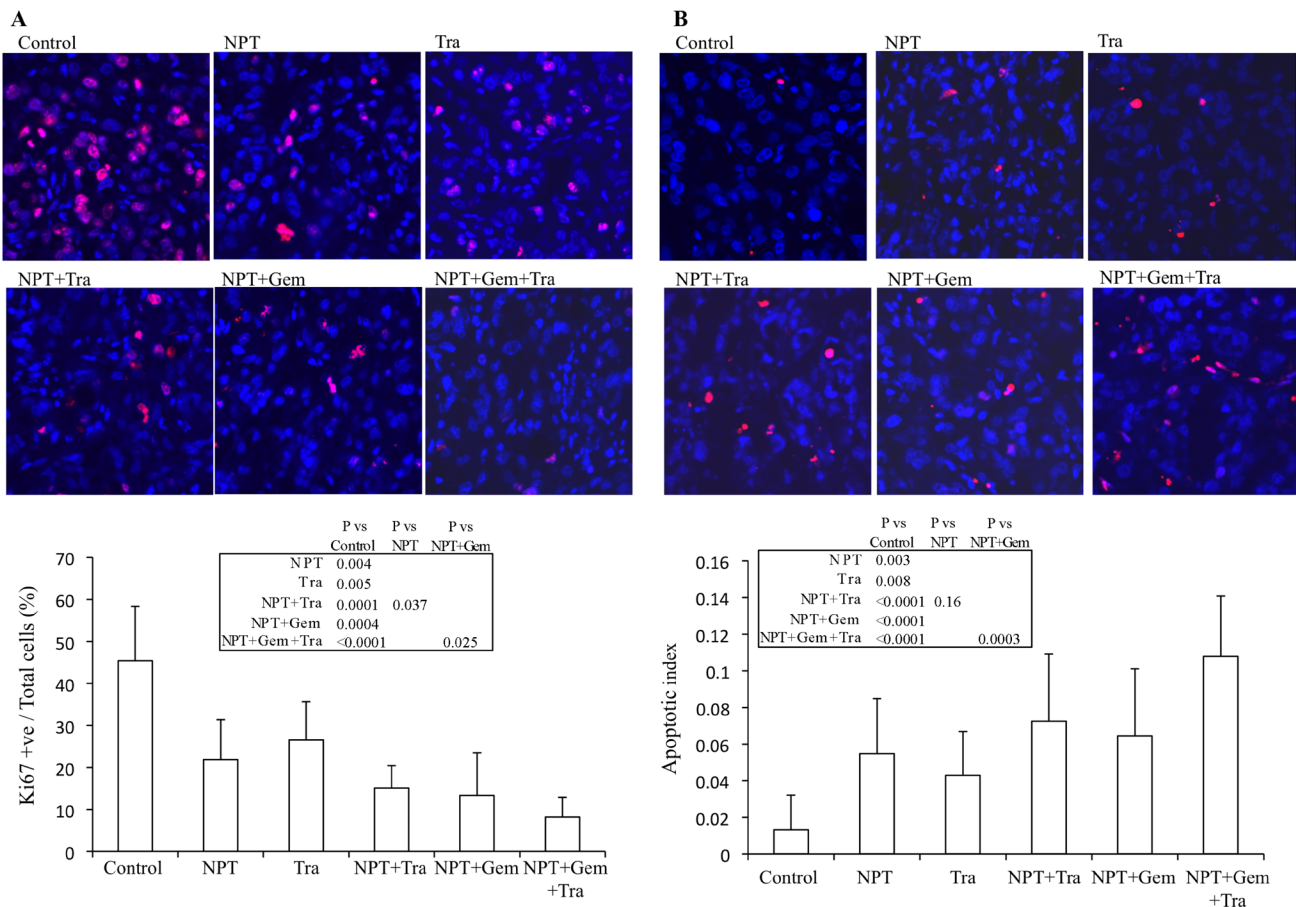 A
Control
NPT
Tra
NPT+Tra
NPT+Gem
NPT+Gem+Tra
P vs P vs P vs
Control NPT NPT+Gem
NPT 0.004
Tra 0.005
NPT+Tra 0.0001 0.037
NPT+Gem 0.0004
NPT+Gem+Tra <0.0001 0.025
Ki67 +ve / Total cells (%)
70
60
50
40
30
20
10
0
Control NPT Tra NPT+Tra NPT+Gem NPT+Gem
+Tra
B
Control
NPT
Tra
NPT+Tra
NPT+Gem
NPT+Gem+Tra
P vs P vs P vs
Control NPT NPT+Gem
NPT 0.003
Tra 0.008
NPT+Tra <0.0001 0.16
NPT+Gem <0.0001
NPT+Gem+Tra <0.0001 0.0003
Apoptotic index
0.16
0.14
0.12
0.1
0.08
0.06
0.04
0.02
0
Control NPT Tra NPT+Tra NPT+Gem NPT+Gem
+Tra